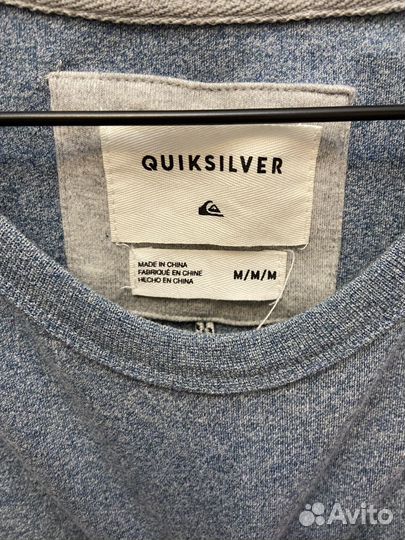 QUIKSILVER
MADE IN CHINA
FABRIQUÉ EN CHINE
HECHO EN CHINA
M/M/M
Avito